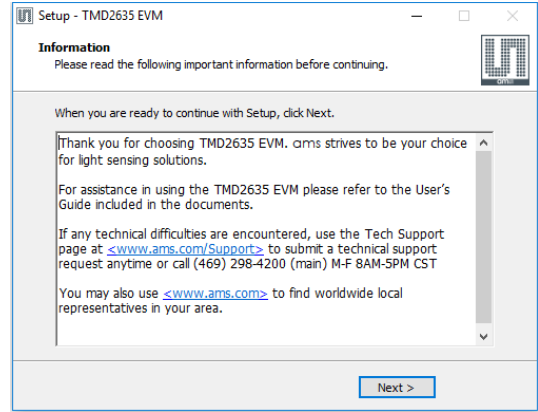 Setup - TMD2635 EVM
Information
Please read the following important information before continuing.
am
When you are ready to continue with Setup, click Next.
Thank you for choosing TMD2635 EVM. ams strives to be your choice
for light sensing solutions.
For assistance in using the TMD2635 EVM please refer to the User's
Guide included in the documents.
If any technical difficulties are encountered, use the Tech Support
page at <www.ams.com/Support> to submit a technical support
request anytime or call (469) 298-4200 (main) M-F 8AM-5PM CST
You may also use <www.ams.com> to find worldwide local
representatives in your area.
Next >